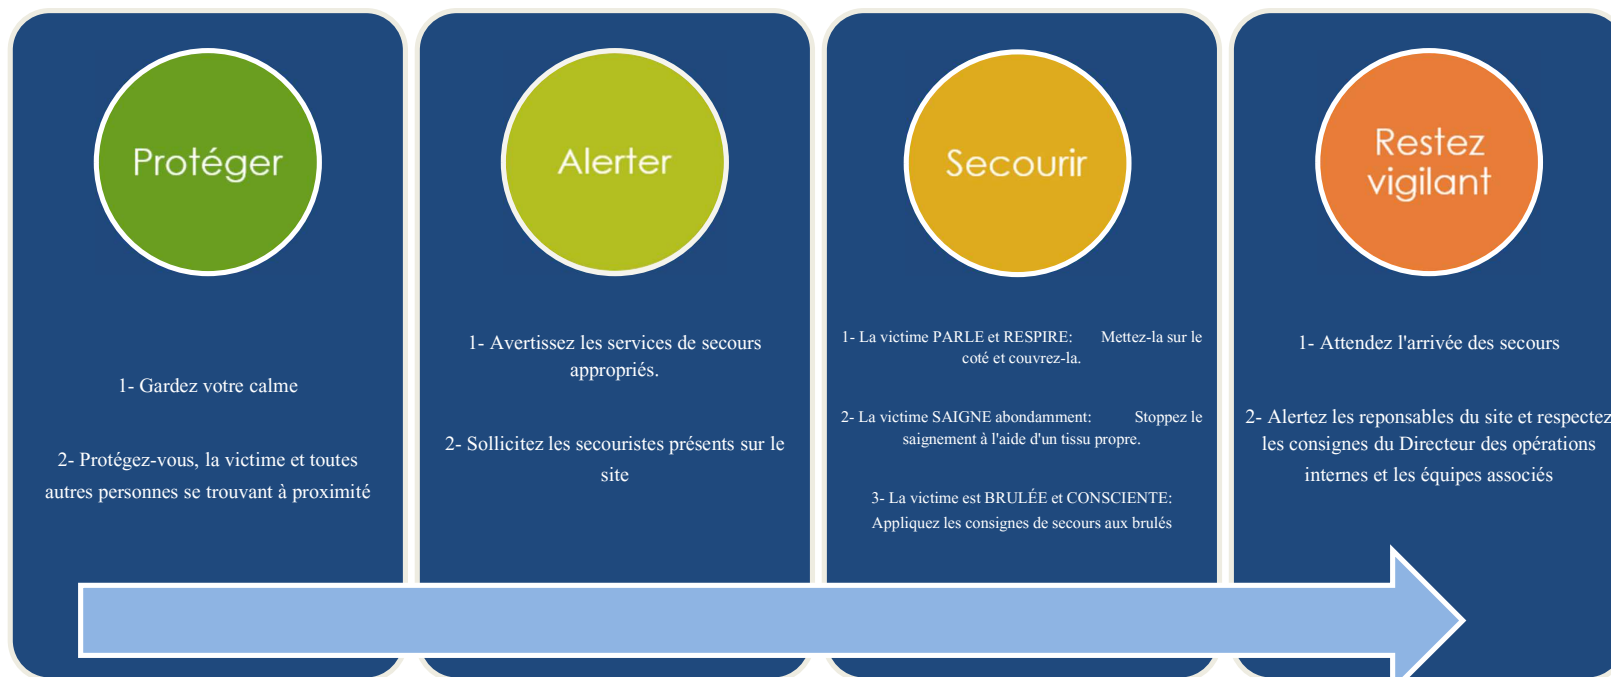 Protéger
1- Gardez votre calme
2- Protégez-vous, la victime et toutes
autres personnes se trouvant à proximité
Alerter
1- Avertissez les services de secours
appropriés.
2- Sollicitez les secouristes présents sur le
site
Secourir
1- La victime PARLE et RESPIRE: Mettez-la sur le
coté et couvrez-la.
2- La victime SAIGNE abondamment: Stoppez le
saignement à l'aide d'un tissu propre.
3- La victime est BRULÉE et CONSCIENTE:
Appliquez les consignes de secours aux brulés
Restez
vigilant
1- Attendez l'arrivée des secours
2- Alertez les reponsables du site et respectez
les consignes du Directeur des opérations
internes et les équipes associés